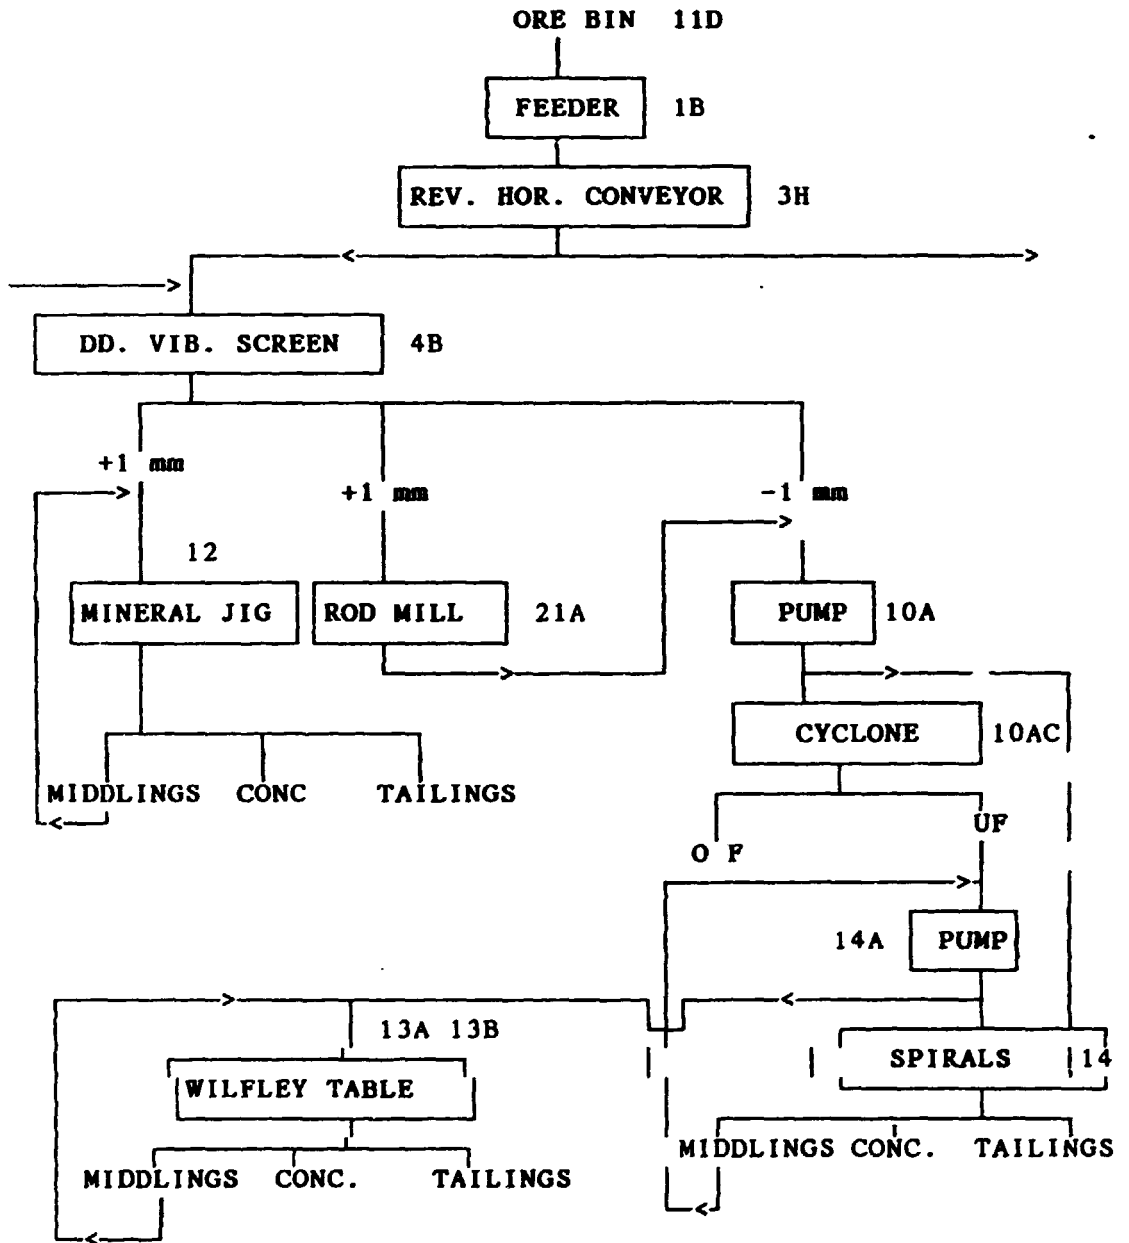 ORE BIN 11D
FEEDER 1B
REV. HOR. CONVEYOR 3H
DD. VIB. SCREEN 4B
+1 mm
+1 mm
-1 mm
12
MINERAL JIG
ROD MILL 21A
PUMP 10A
CYCLONE 10AC
MIDDLINGS CONC TAILINGS
UF
O F
14A PUMP
13A 13B
SPIRALS 14
WILFLEY TABLE
MIDDLINGS CONC. TAILINGS
MIDDLINGS CONC. TAILINGS